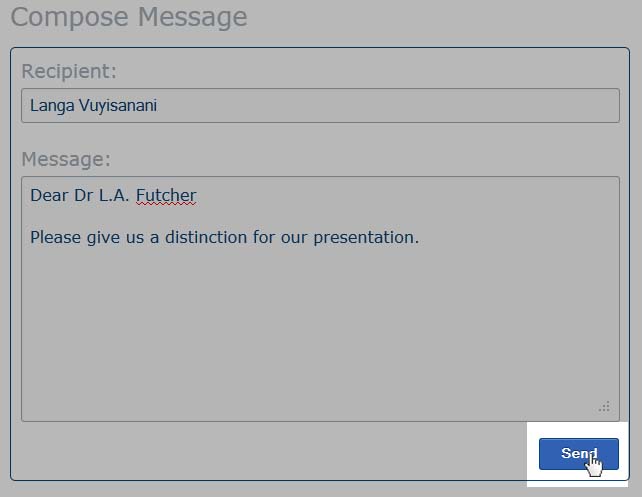 Compose Message
Recipient:
Langa Vuyisanani
Message:
Dear Dr L.A. Futcher
Please give us a distinction for our presentation.
Send